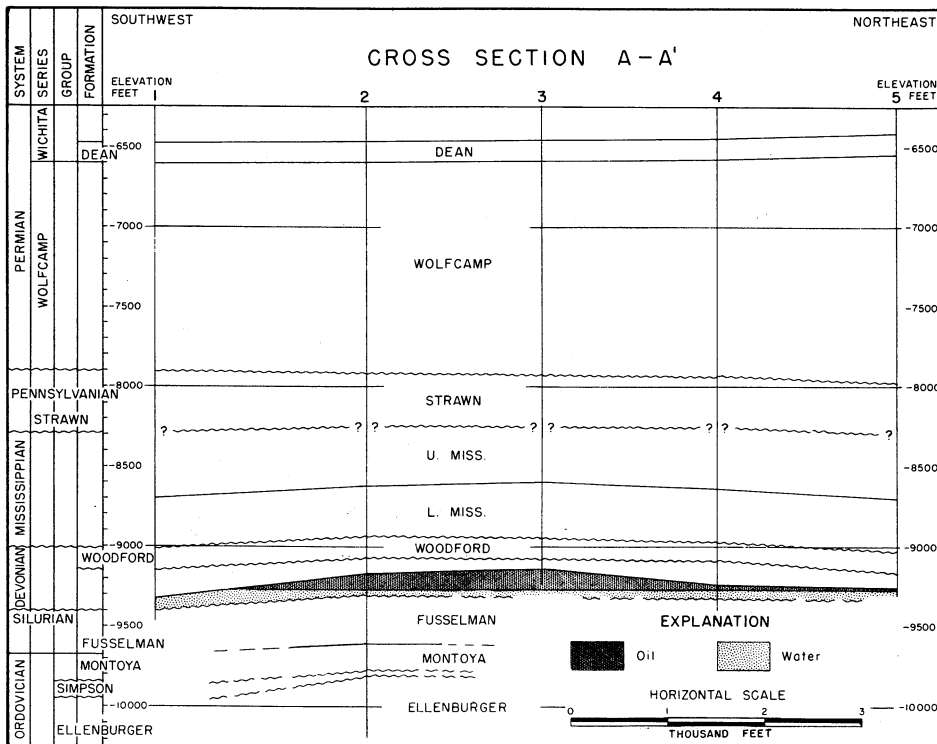 SOUTHWEST
NORTHEAST
CROSS SECTION A-A'
SYSTEM
SERIES
GROUP
FORMATION
ELEVATION
FEET
1
2
3
4
5
ELEVATION
FEET
WICHITA
DEAN
DEAN
-6500
-6500
PERMIAN
WOLFCAMP
-7000
-7000
WOLFCAMP
-7500
-7500
-8000
-8000
PENNSYLVANIAN
STRAWN
STRAWN
? ? ? ? ? ? ? ?
MISSISSIPPIAN
U. MISS.
-8500
-8500
L. MISS.
-9000
-9000
DEVONIAN
WOODFORD
WOODFORD
SILURIAN
-9500
-9500
FUSSELMAN
FUSSELMAN
EXPLANATION
Oil
Water
ORDOVICIAN
MONTOYA
MONTOYA
SIMPSON
ELLENBURGER
-10000
ELLENBURGER
-10000
HORIZONTAL SCALE
0 1 2 3
THOUSAND FEET